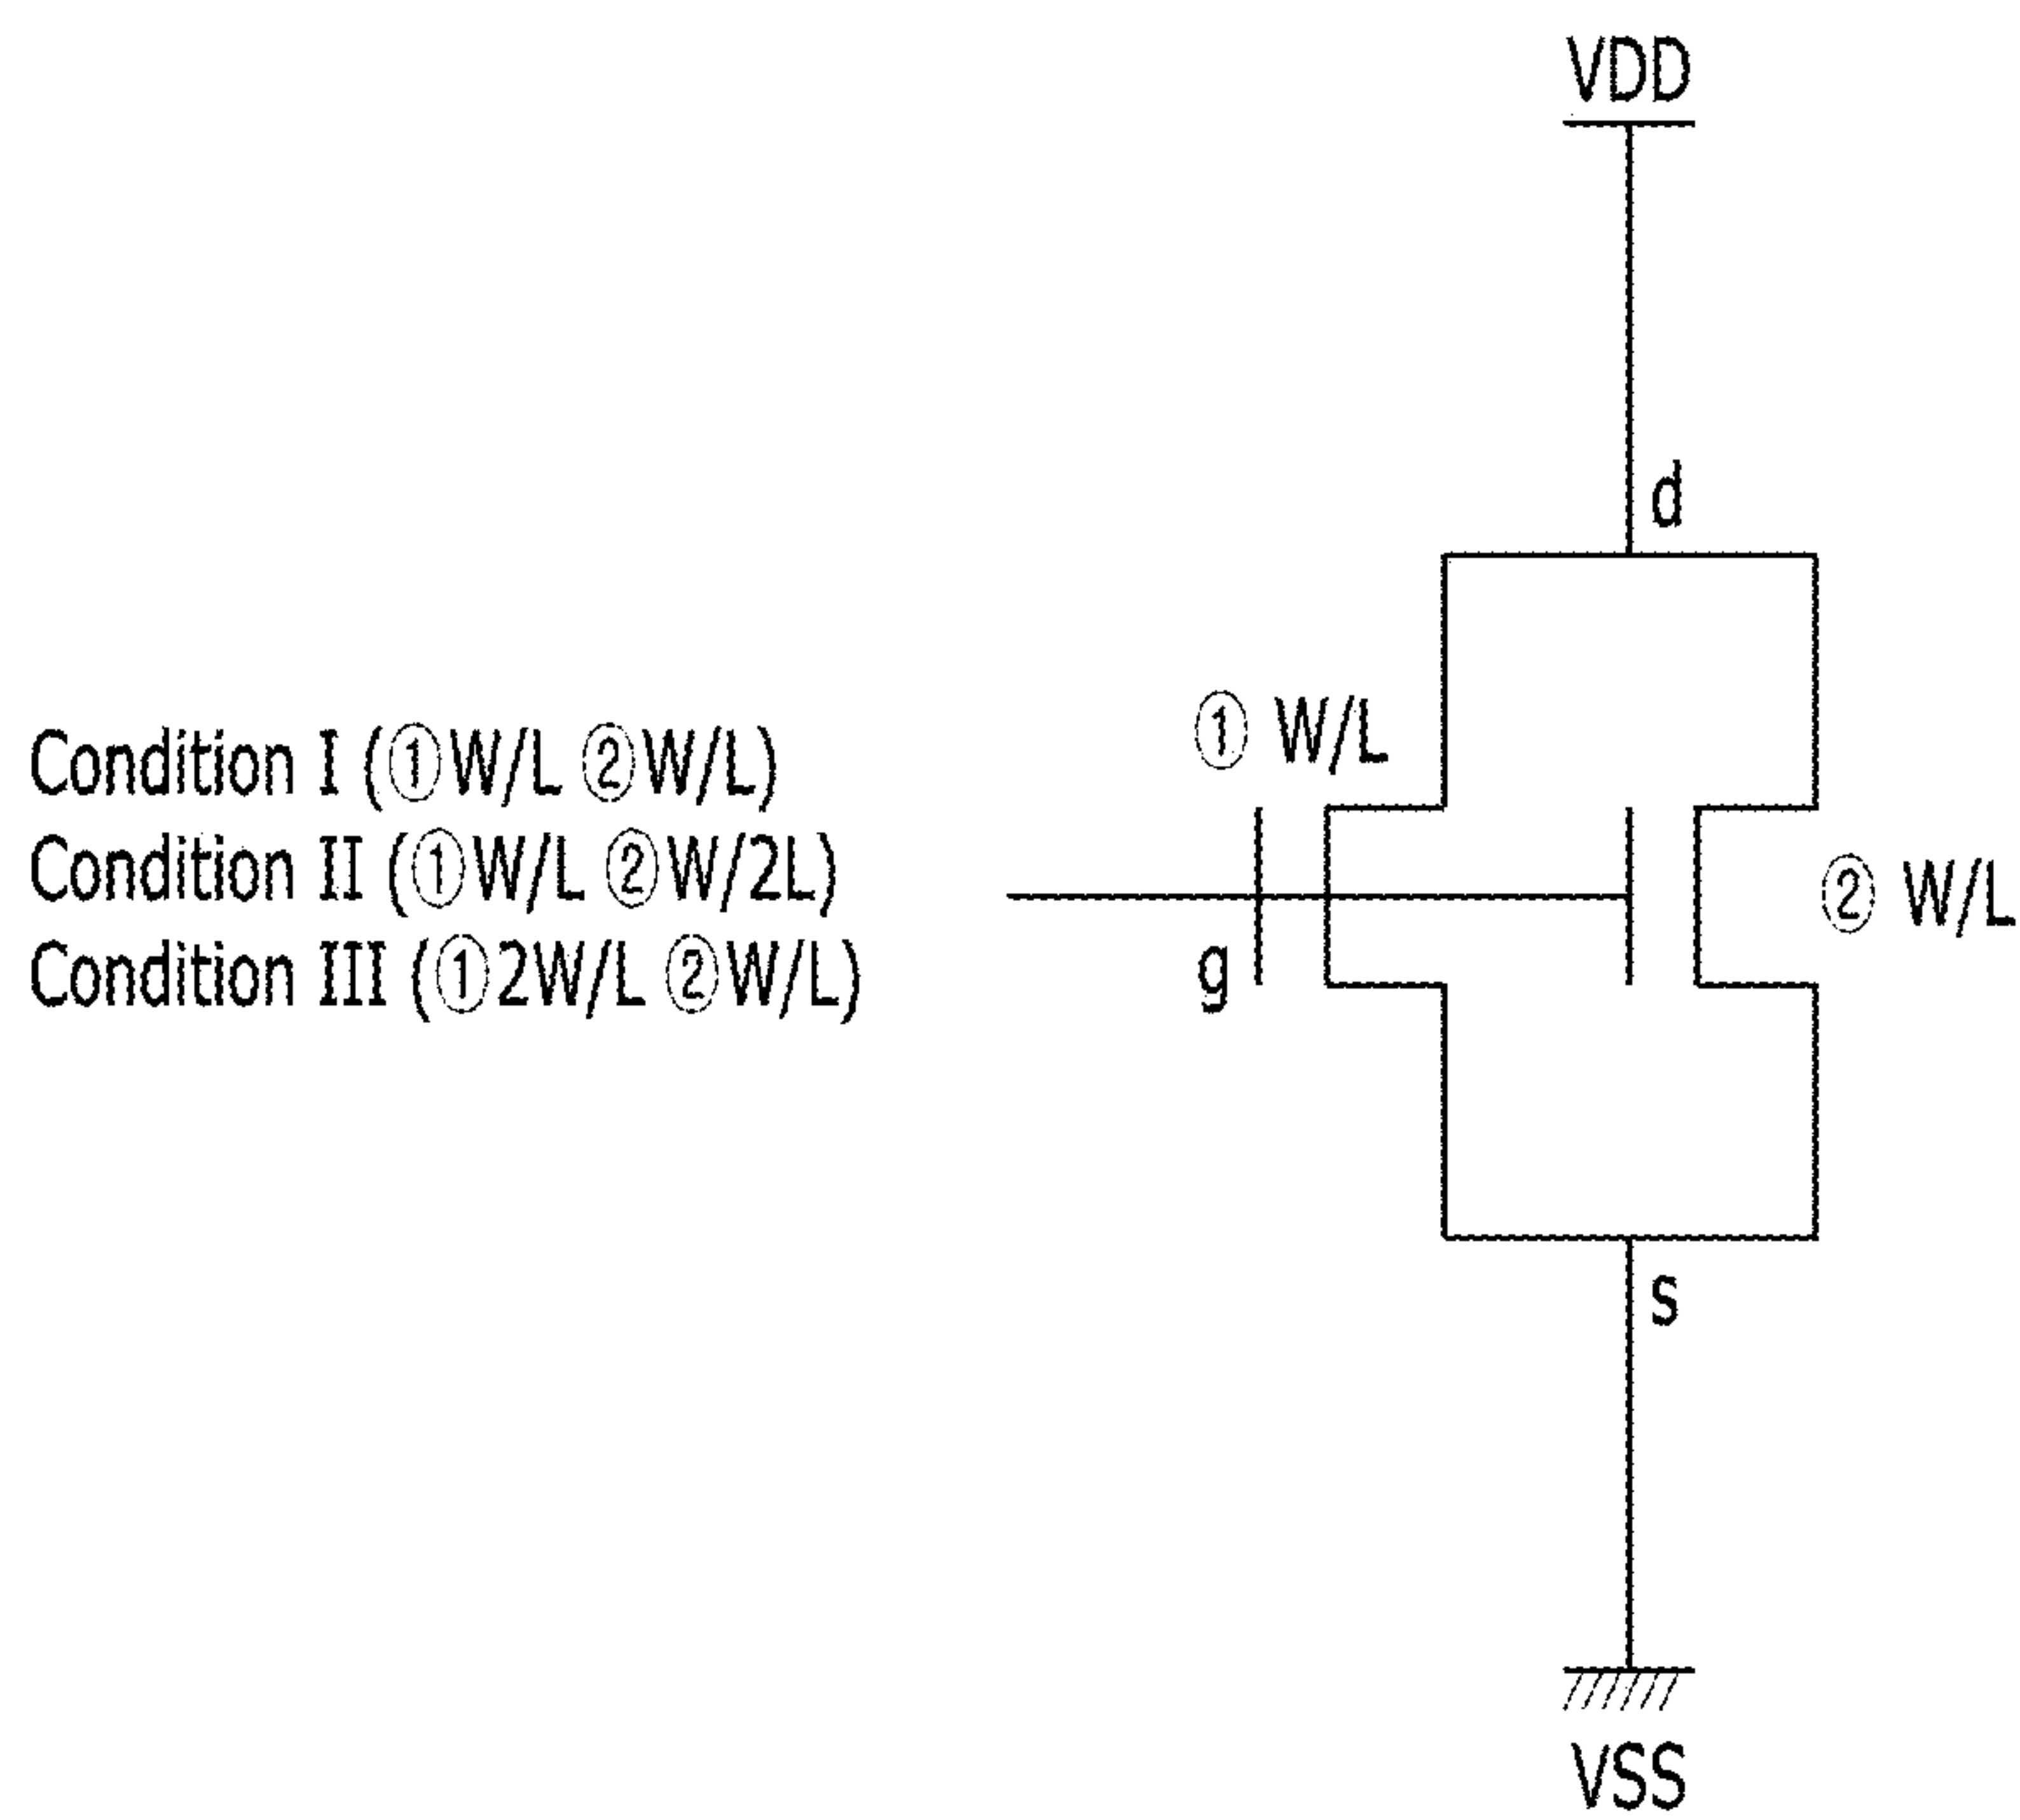 VDD
d
① W/L
Condition I (①W/L ②W/L)
Condition II (①W/L ②W/2L)
Condition III (①2W/L ②W/L)
② W/L
g
s
VSS